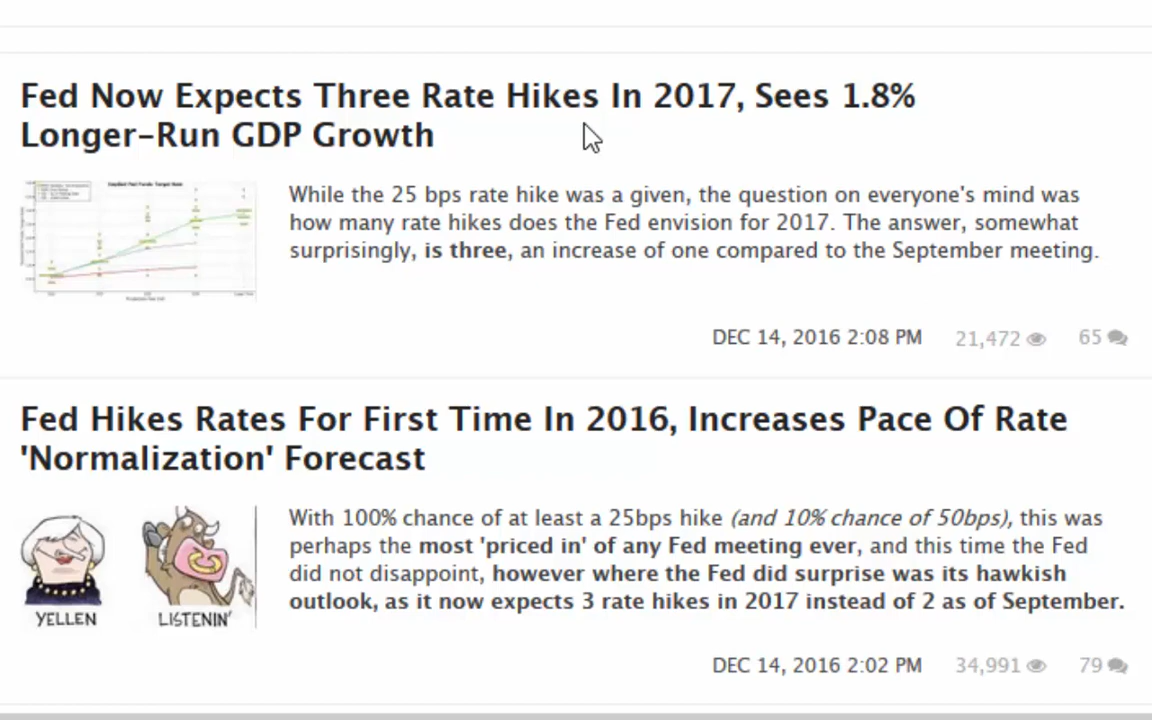 Fed Now Expects Three Rate Hikes In 2017, Sees 1.8%
Longer-Run GDP Growth
While the 25 bps rate hike was a given, the question on everyone's mind was
how many rate hikes does the Fed envision for 2017. The answer, somewhat
surprisingly, is three, an increase of one compared to the September meeting.
DEC 14, 2016 2:08 PM 21,472 65
Fed Hikes Rates For First Time In 2016, Increases Pace Of Rate
'Normalization' Forecast
With 100% chance of at least a 25bps hike (and 10% chance of 50bps), this was
perhaps the most 'priced in' of any Fed meeting ever, and this time the Fed
did not disappoint, however where the Fed did surprise was its hawkish
outlook, as it now expects 3 rate hikes in 2017 instead of 2 as of September.
YELLEN LISTENIN'
DEC 14, 2016 2:02 PM 34,991 79